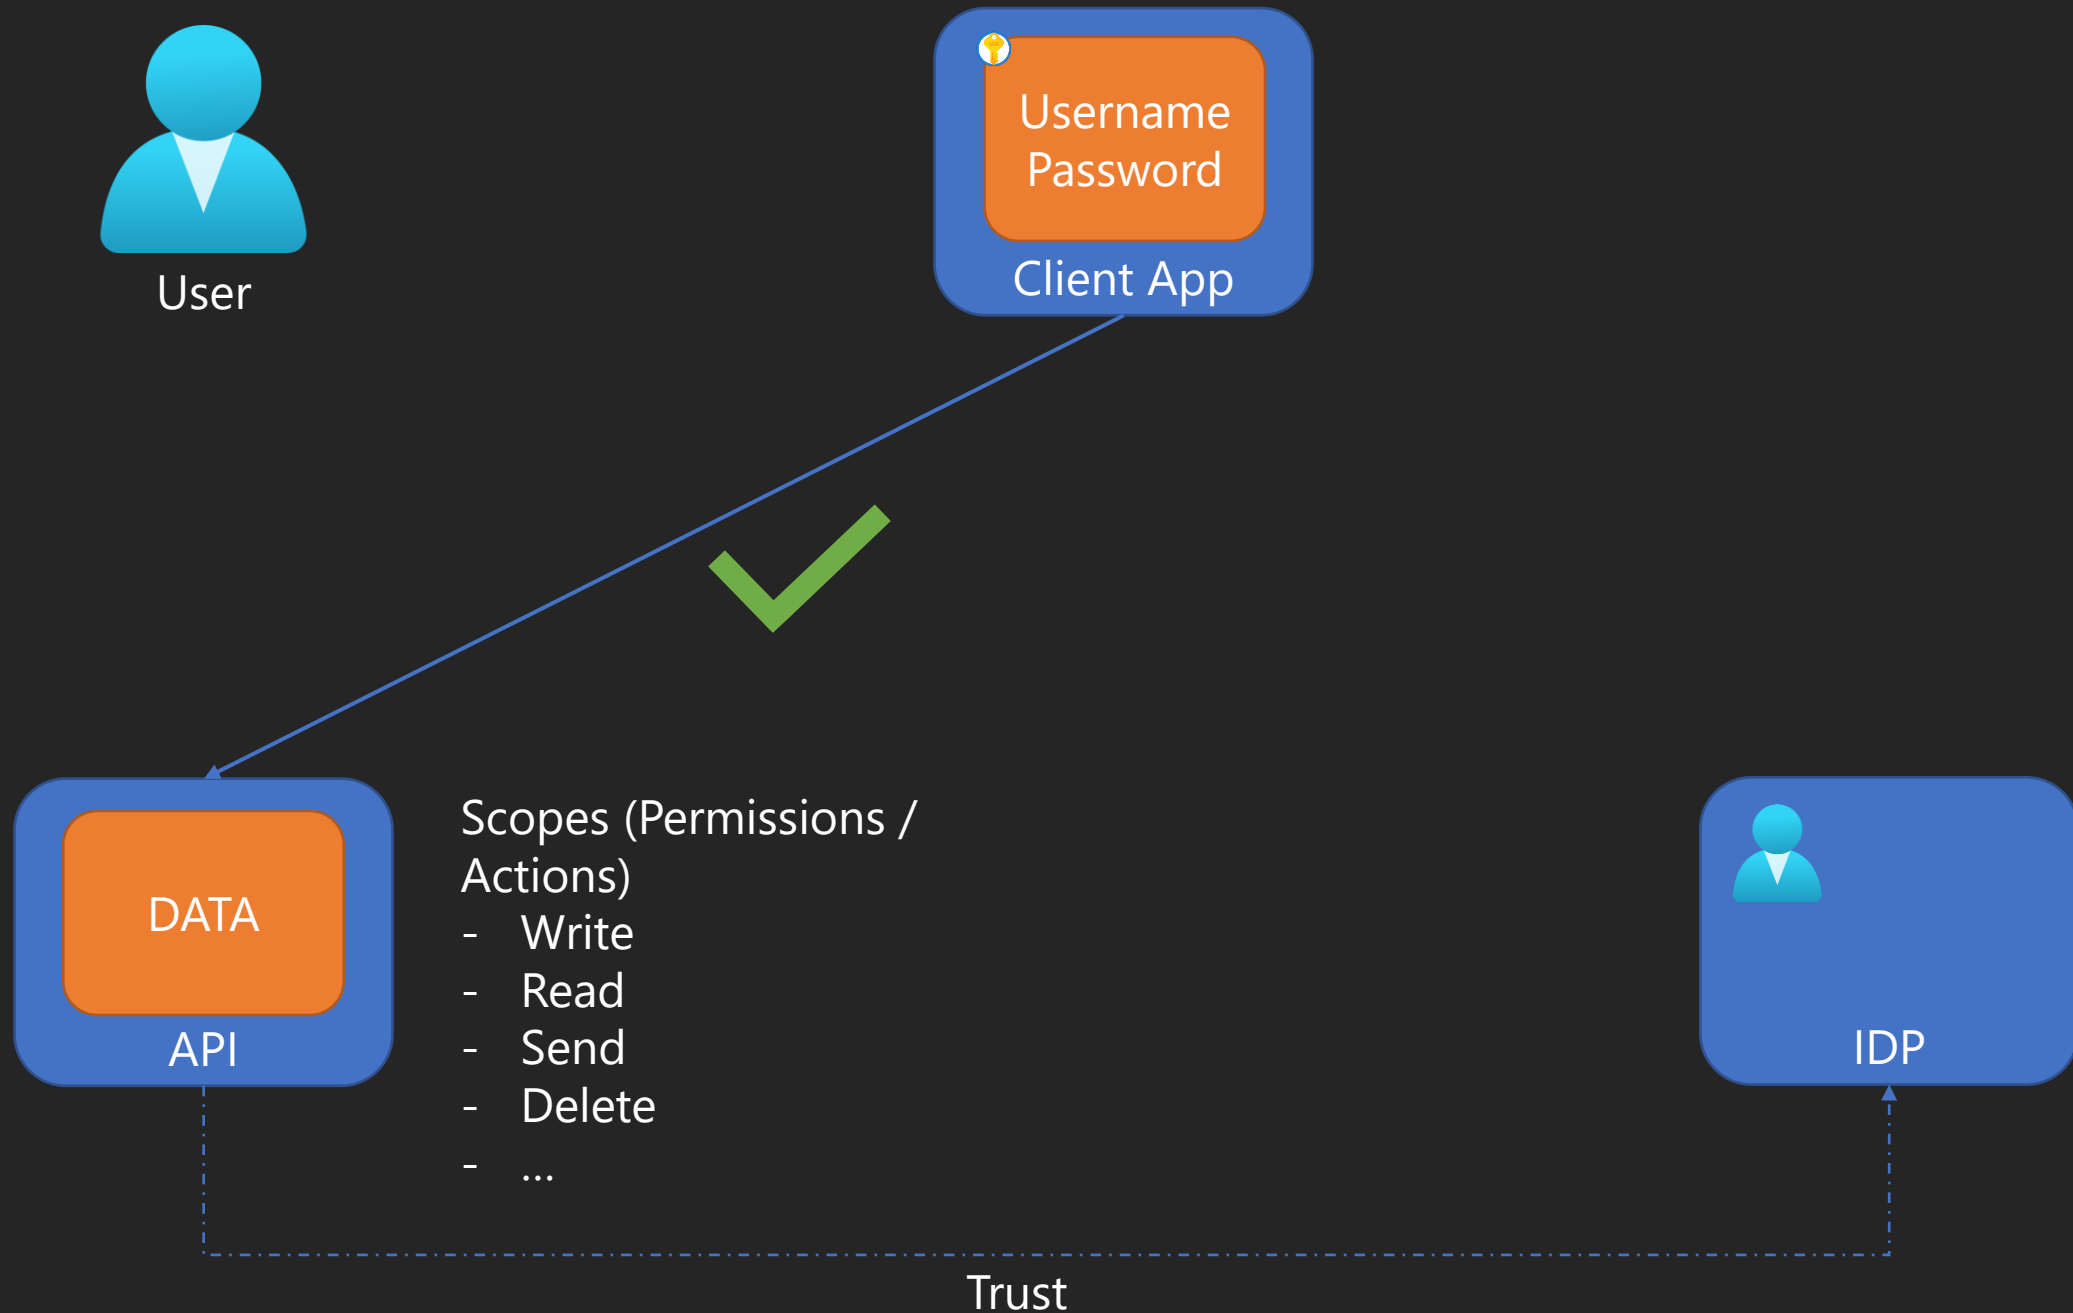 Username
Password
Client App
User
Scopes (Permissions /
Actions)
- Write
- Read
- Send
- Delete
- ...
DATA
API
IDP
Trust